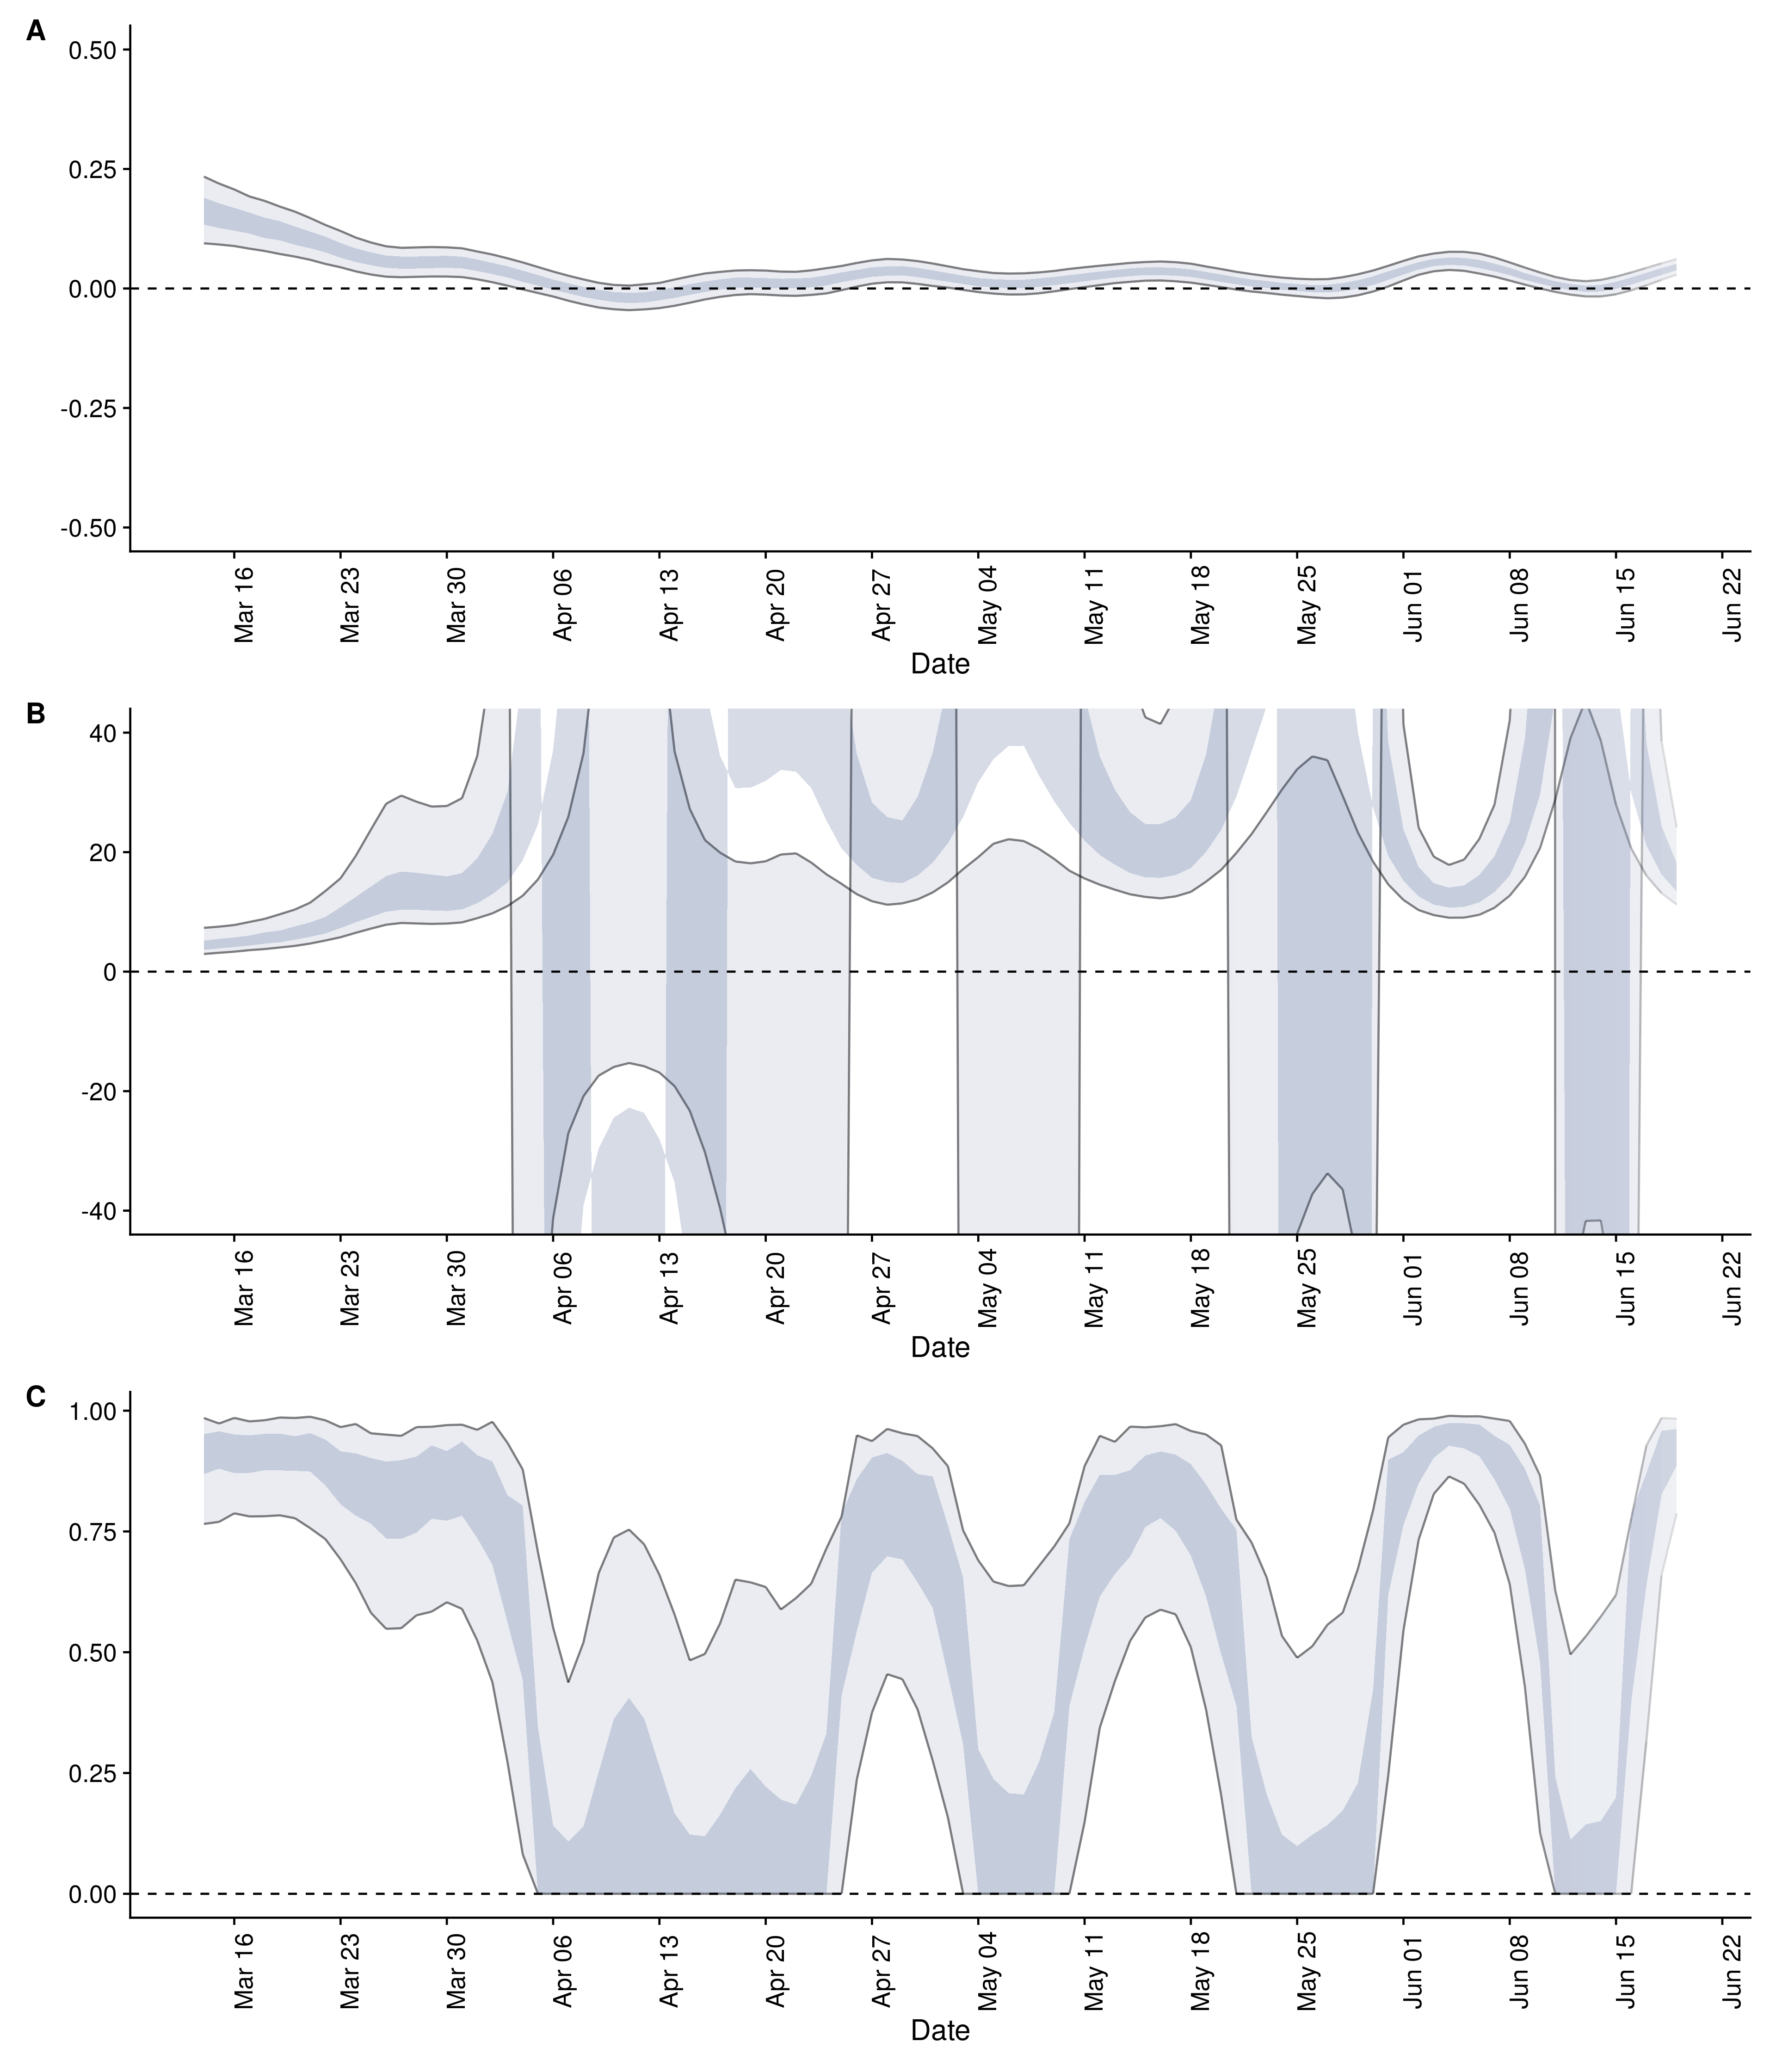 A
0.50
0.25
0.00
-0.25
-0.50
Mar 16
Mar 23
Mar 30
Apr 06
Apr 13
Apr 20
Apr 27
May 04
May 11
May 18
May 25
Jun 01
Jun 08
Jun 15
Jun 22
Date
B
40
20
0
-20
-40
Mar 16
Mar 23
Mar 30
Apr 06
Apr 13
Apr 20
Apr 27
May 04
May 11
May 18
May 25
Jun 01
Jun 08
Jun 15
Jun 22
Date
C
1.00
0.75
0.50
0.25
0.00
Mar 16
Mar 23
Mar 30
Apr 06
Apr 13
Apr 20
Apr 27
May 04
May 11
May 18
May 25
Jun 01
Jun 08
Jun 15
Jun 22
Date